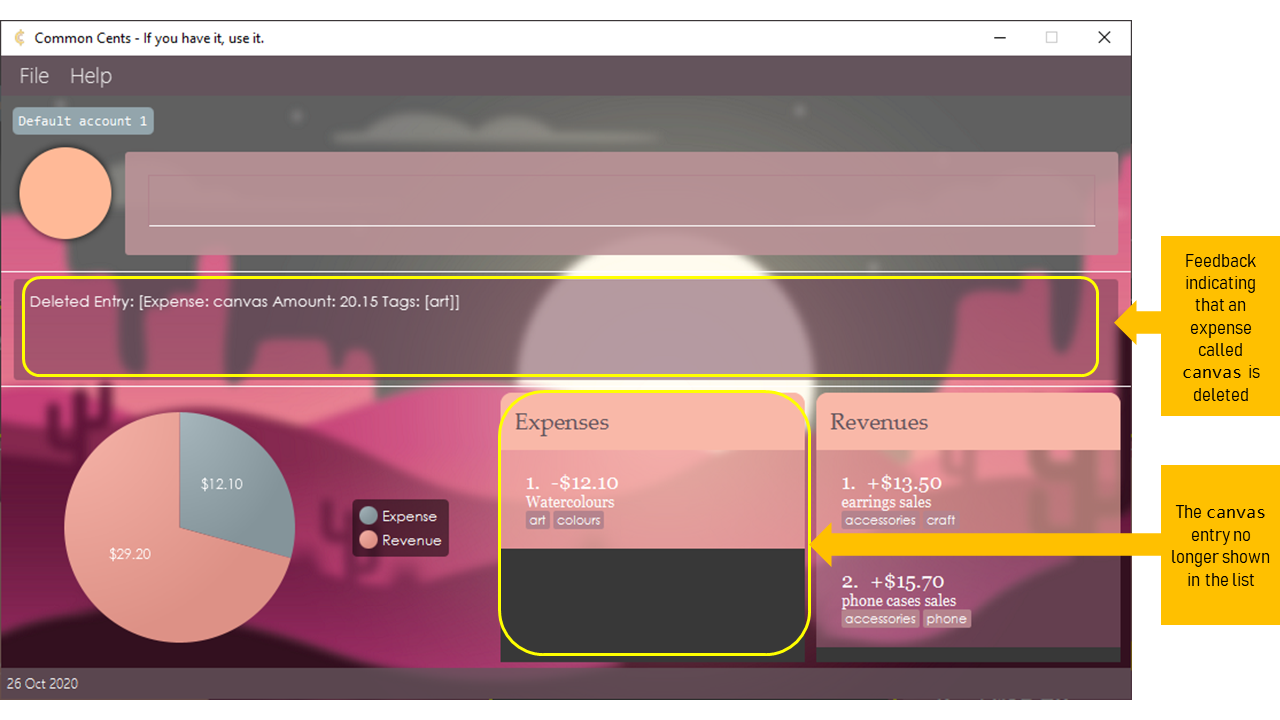 Common Cents - If you have it, use it.
File Help
Default account 1
Deleted Entry: [Expense: canvas Amount: 20.15 Tags: [art]]
Feedback
indicating
that an
expense
called
canvas is
deleted
$12.10
$29.20
Expense
Revenue
Expenses
1. -$12.10
Watercolours
art colours
Revenues
1. +$13.50
earrings sales
accessories craft
2. +$15.70
phone cases sales
accessories phone
The canvas
entry no
longer shown
in the list
26 Oct 2020